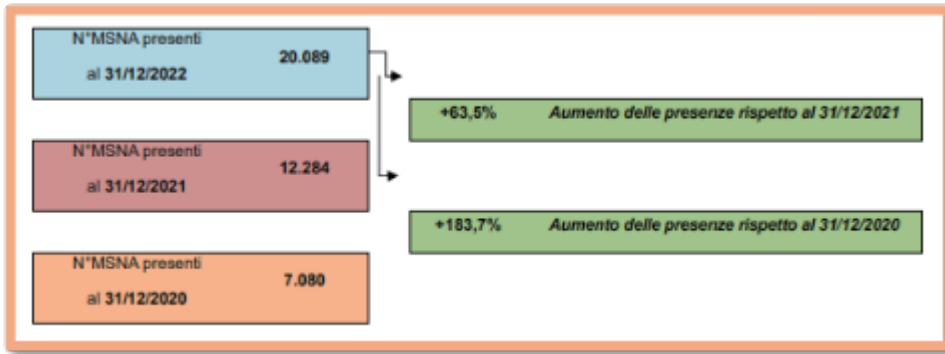 N°MSNA presenti
al 31/12/2022
20.089
+63,5% Aumento delle presenze rispetto al 31/12/2021
N°MSNA presenti
al 31/12/2021
12.284
+183,7% Aumento delle presenze rispetto al 31/12/2020
N°MSNA presenti
al 31/12/2020
7.080